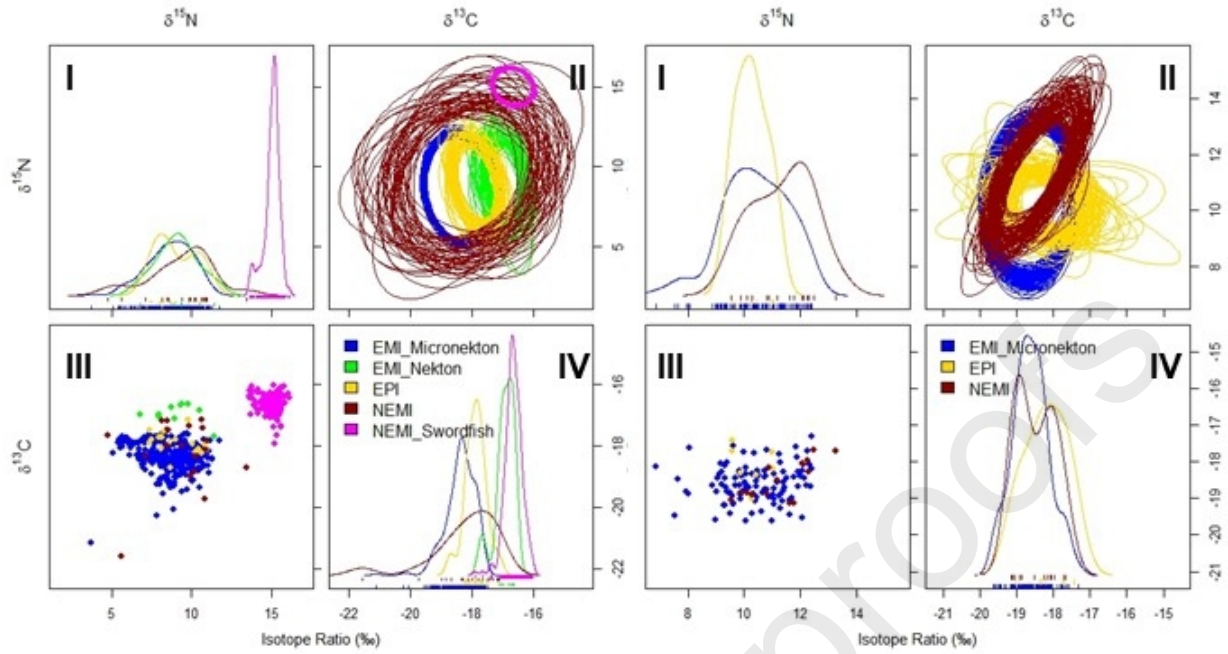 δ15N δ13C δ15N δ13C
I II I II
δ15N
15
10
5
14
12
10
8
III IV III IV
EMI_Micronekton
EMI_Nekton
EPI
NEMI
NEMI_Swordfish
EMI_Micronekton
EPI
NEMI
δ13C
-16
-18
-20
-22
-15
-16
-17
-18
-19
-20
-21
5 10 15 -22 -20 -18 -16 8 10 12 14 -21 -20 -19 -18 -17 -16 -15
Isotope Ratio (‰) Isotope Ratio (‰)
proofs